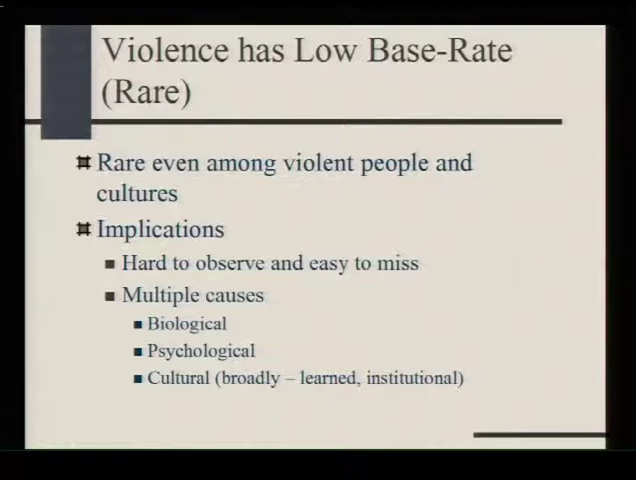 Violence has Low Base-Rate
(Rare)
Rare even among violent people and
cultures
Implications
Hard to observe and easy to miss
Multiple causes
Biological
Psychological
Cultural (broadly – learned, institutional)